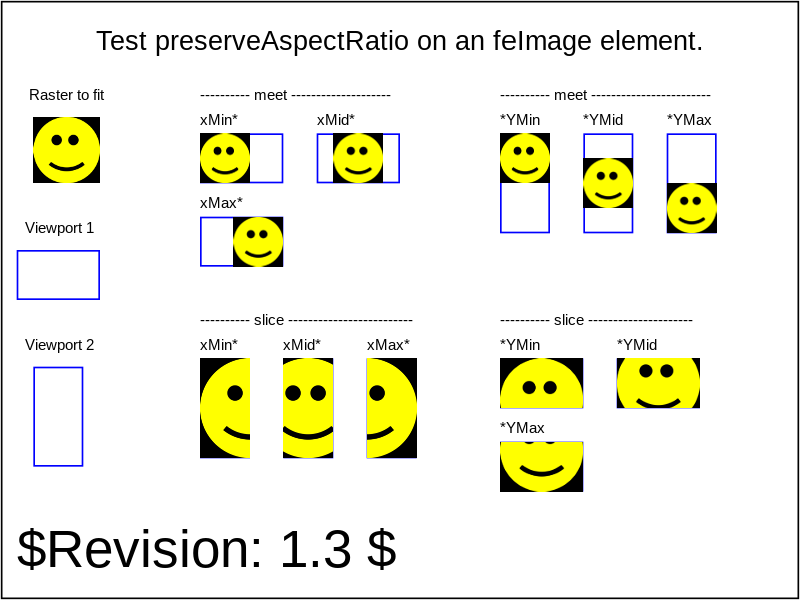 Test preserveAspectRatio on an feImage element.
Raster to fit
Viewport 1
Viewport 2
---------- meet --------------------
xMin*
xMid*
xMax*
---------- meet ------------------------
*YMin
*YMid
*YMax
---------- slice -------------------------
xMin*
xMid*
xMax*
---------- slice ---------------------
*YMin
*YMid
*YMax
$Revision: 1.3 $